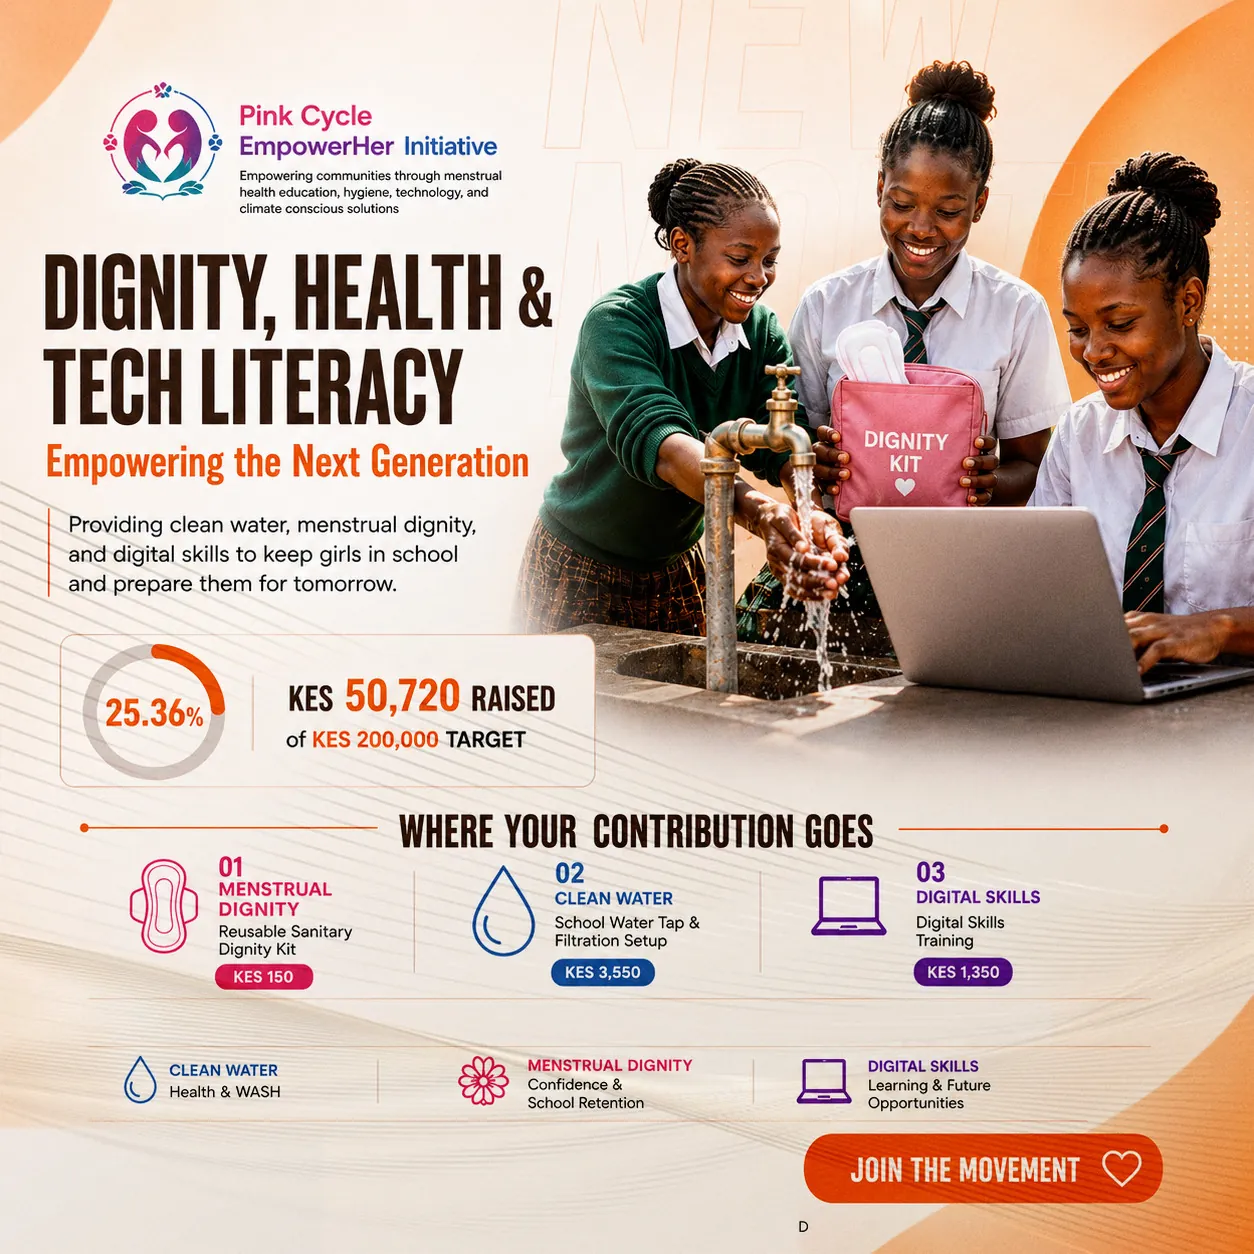 NEW
Pink Cycle
EmpowerHer Initiative
Empowering communities through menstrual
health education, hygiene, technology, and
climate conscious solutions
DIGNITY, HEALTH &
TECH LITERACY
Empowering the Next Generation
Providing clean water, menstrual dignity,
and digital skills to keep girls in school
and prepare them for tomorrow.
DIGNITY
KIT
25.36%
KES 50,720 RAISED
of KES 200,000 TARGET
WHERE YOUR CONTRIBUTION GOES
01
MENSTRUAL
DIGNITY
Reusable Sanitary
Dignity Kit
KES 150
02
CLEAN WATER
School Water Tap &
Filtration Setup
KES 3,550
03
DIGITAL SKILLS
Digital Skills
Training
KES 1,350
CLEAN WATER
Health & WASH
MENSTRUAL DIGNITY
Confidence &
School Retention
DIGITAL SKILLS
Learning & Future
Opportunities
JOIN THE MOVEMENT
D